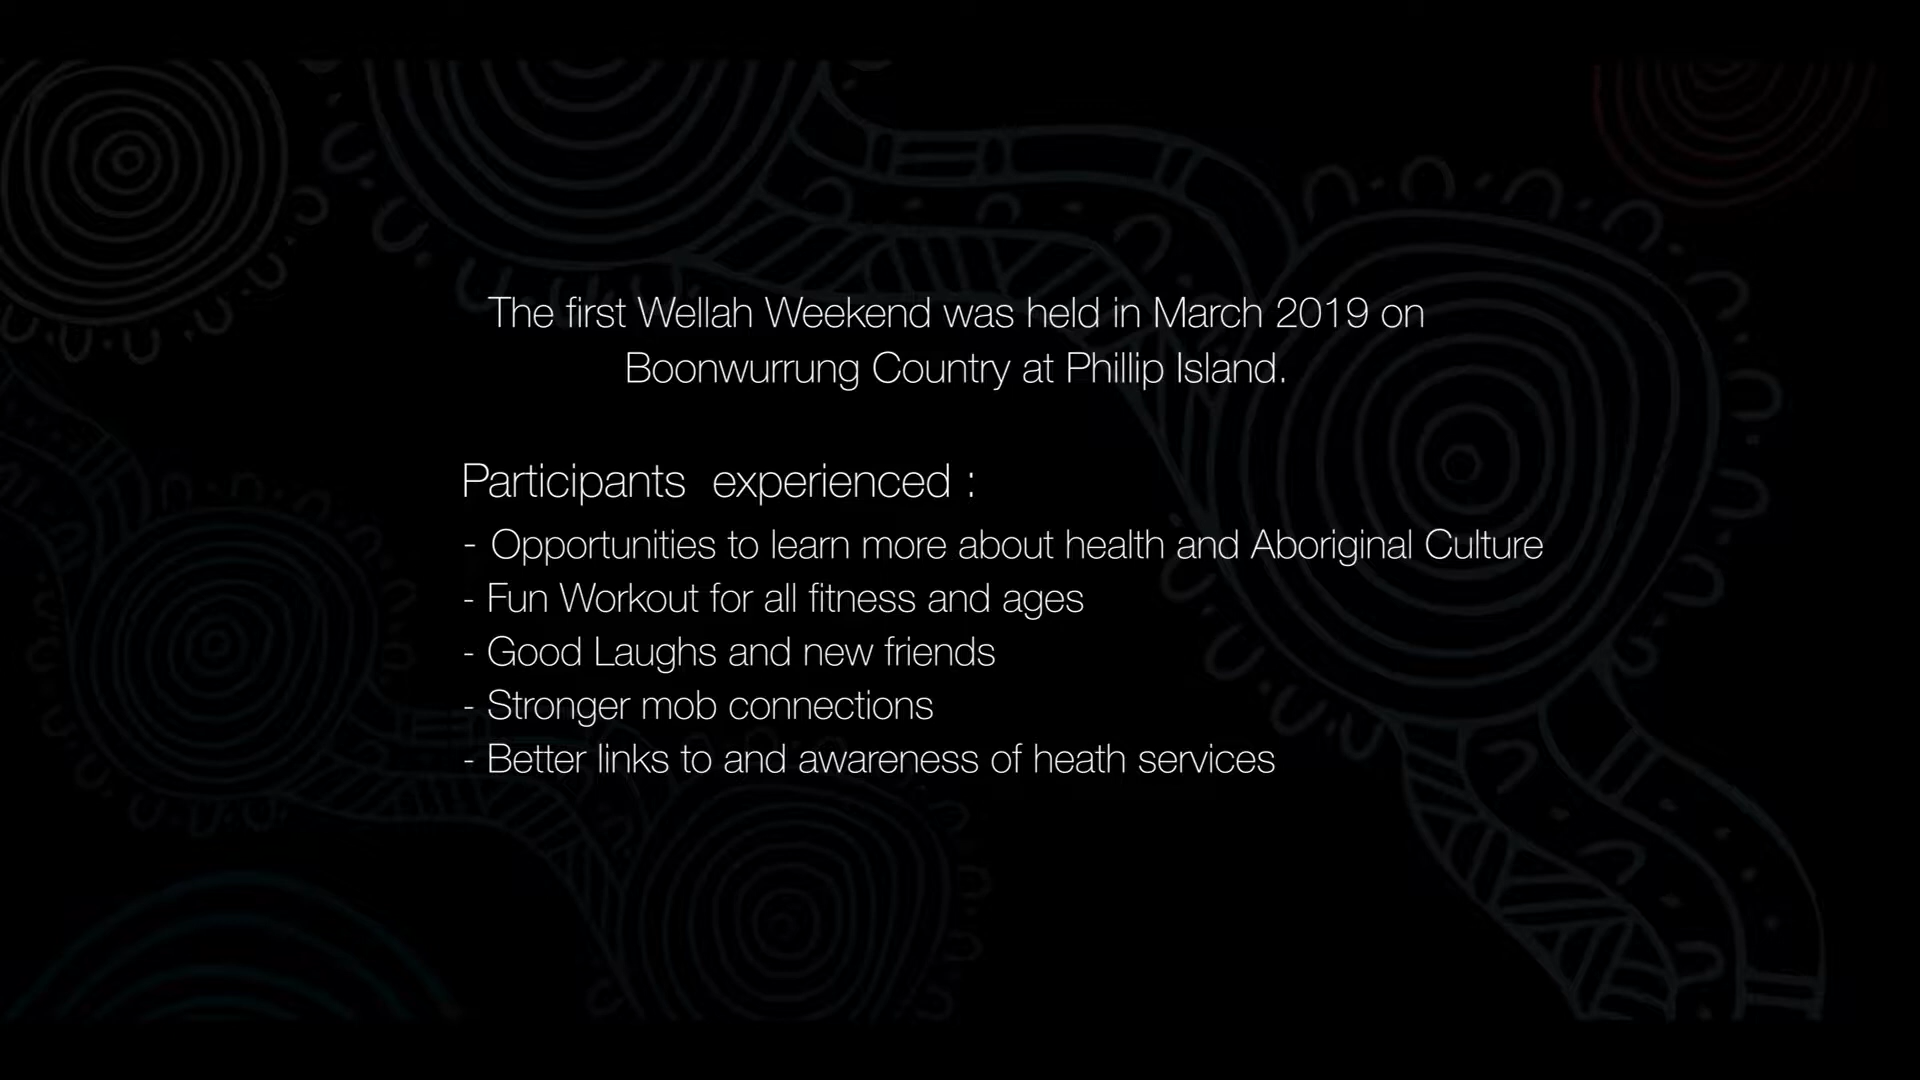 The first Wellah Weekend was held in March 2019 on
Boonwurrung Country at Phillip Island.
Participants experienced :
- Opportunities to learn more about health and Aboriginal Culture
- Fun Workout for all fitness and ages
- Good Laughs and new friends
- Stronger mob connections
- Better links to and awareness of heath services